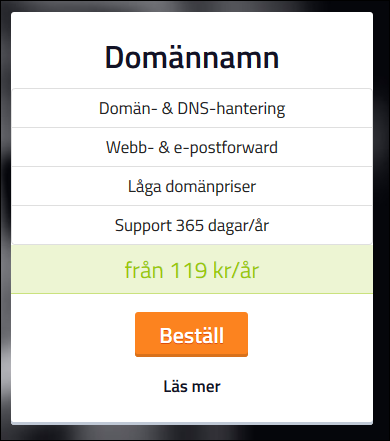 Domännamn
Domän- & DNS-hantering
Webb- & e-postforward
Låga domänpriser
Support 365 dagar/år
från 119 kr/år
Beställ
Läs mer